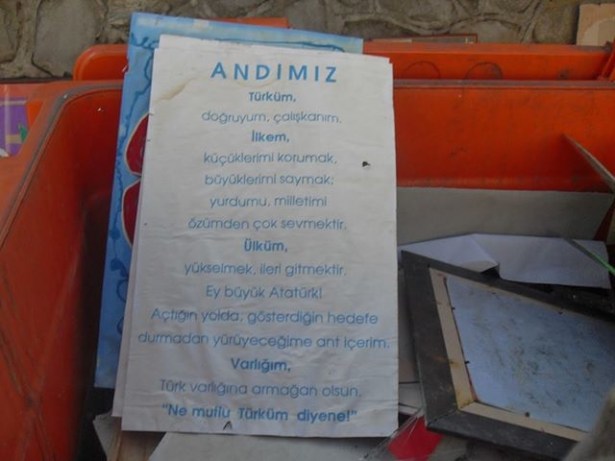 ANDIMIZ
Türküm,
doğruyum, çalışkanım.
İlkem,
küçüklerimi korumak,
büyüklerimi saymak;
yurdumu, milletimi
özümden çok sevmektir.
Ülküm,
yükselmek, ileri gitmektir.
Ey büyük Atatürk!
Açtığın yolda, gösterdiğin hedefe
durmadan yürüyeceğime ant içerim.
Varlığım,
Türk varlığına armağan olsun.
"Ne mutlu Türküm diyene!"